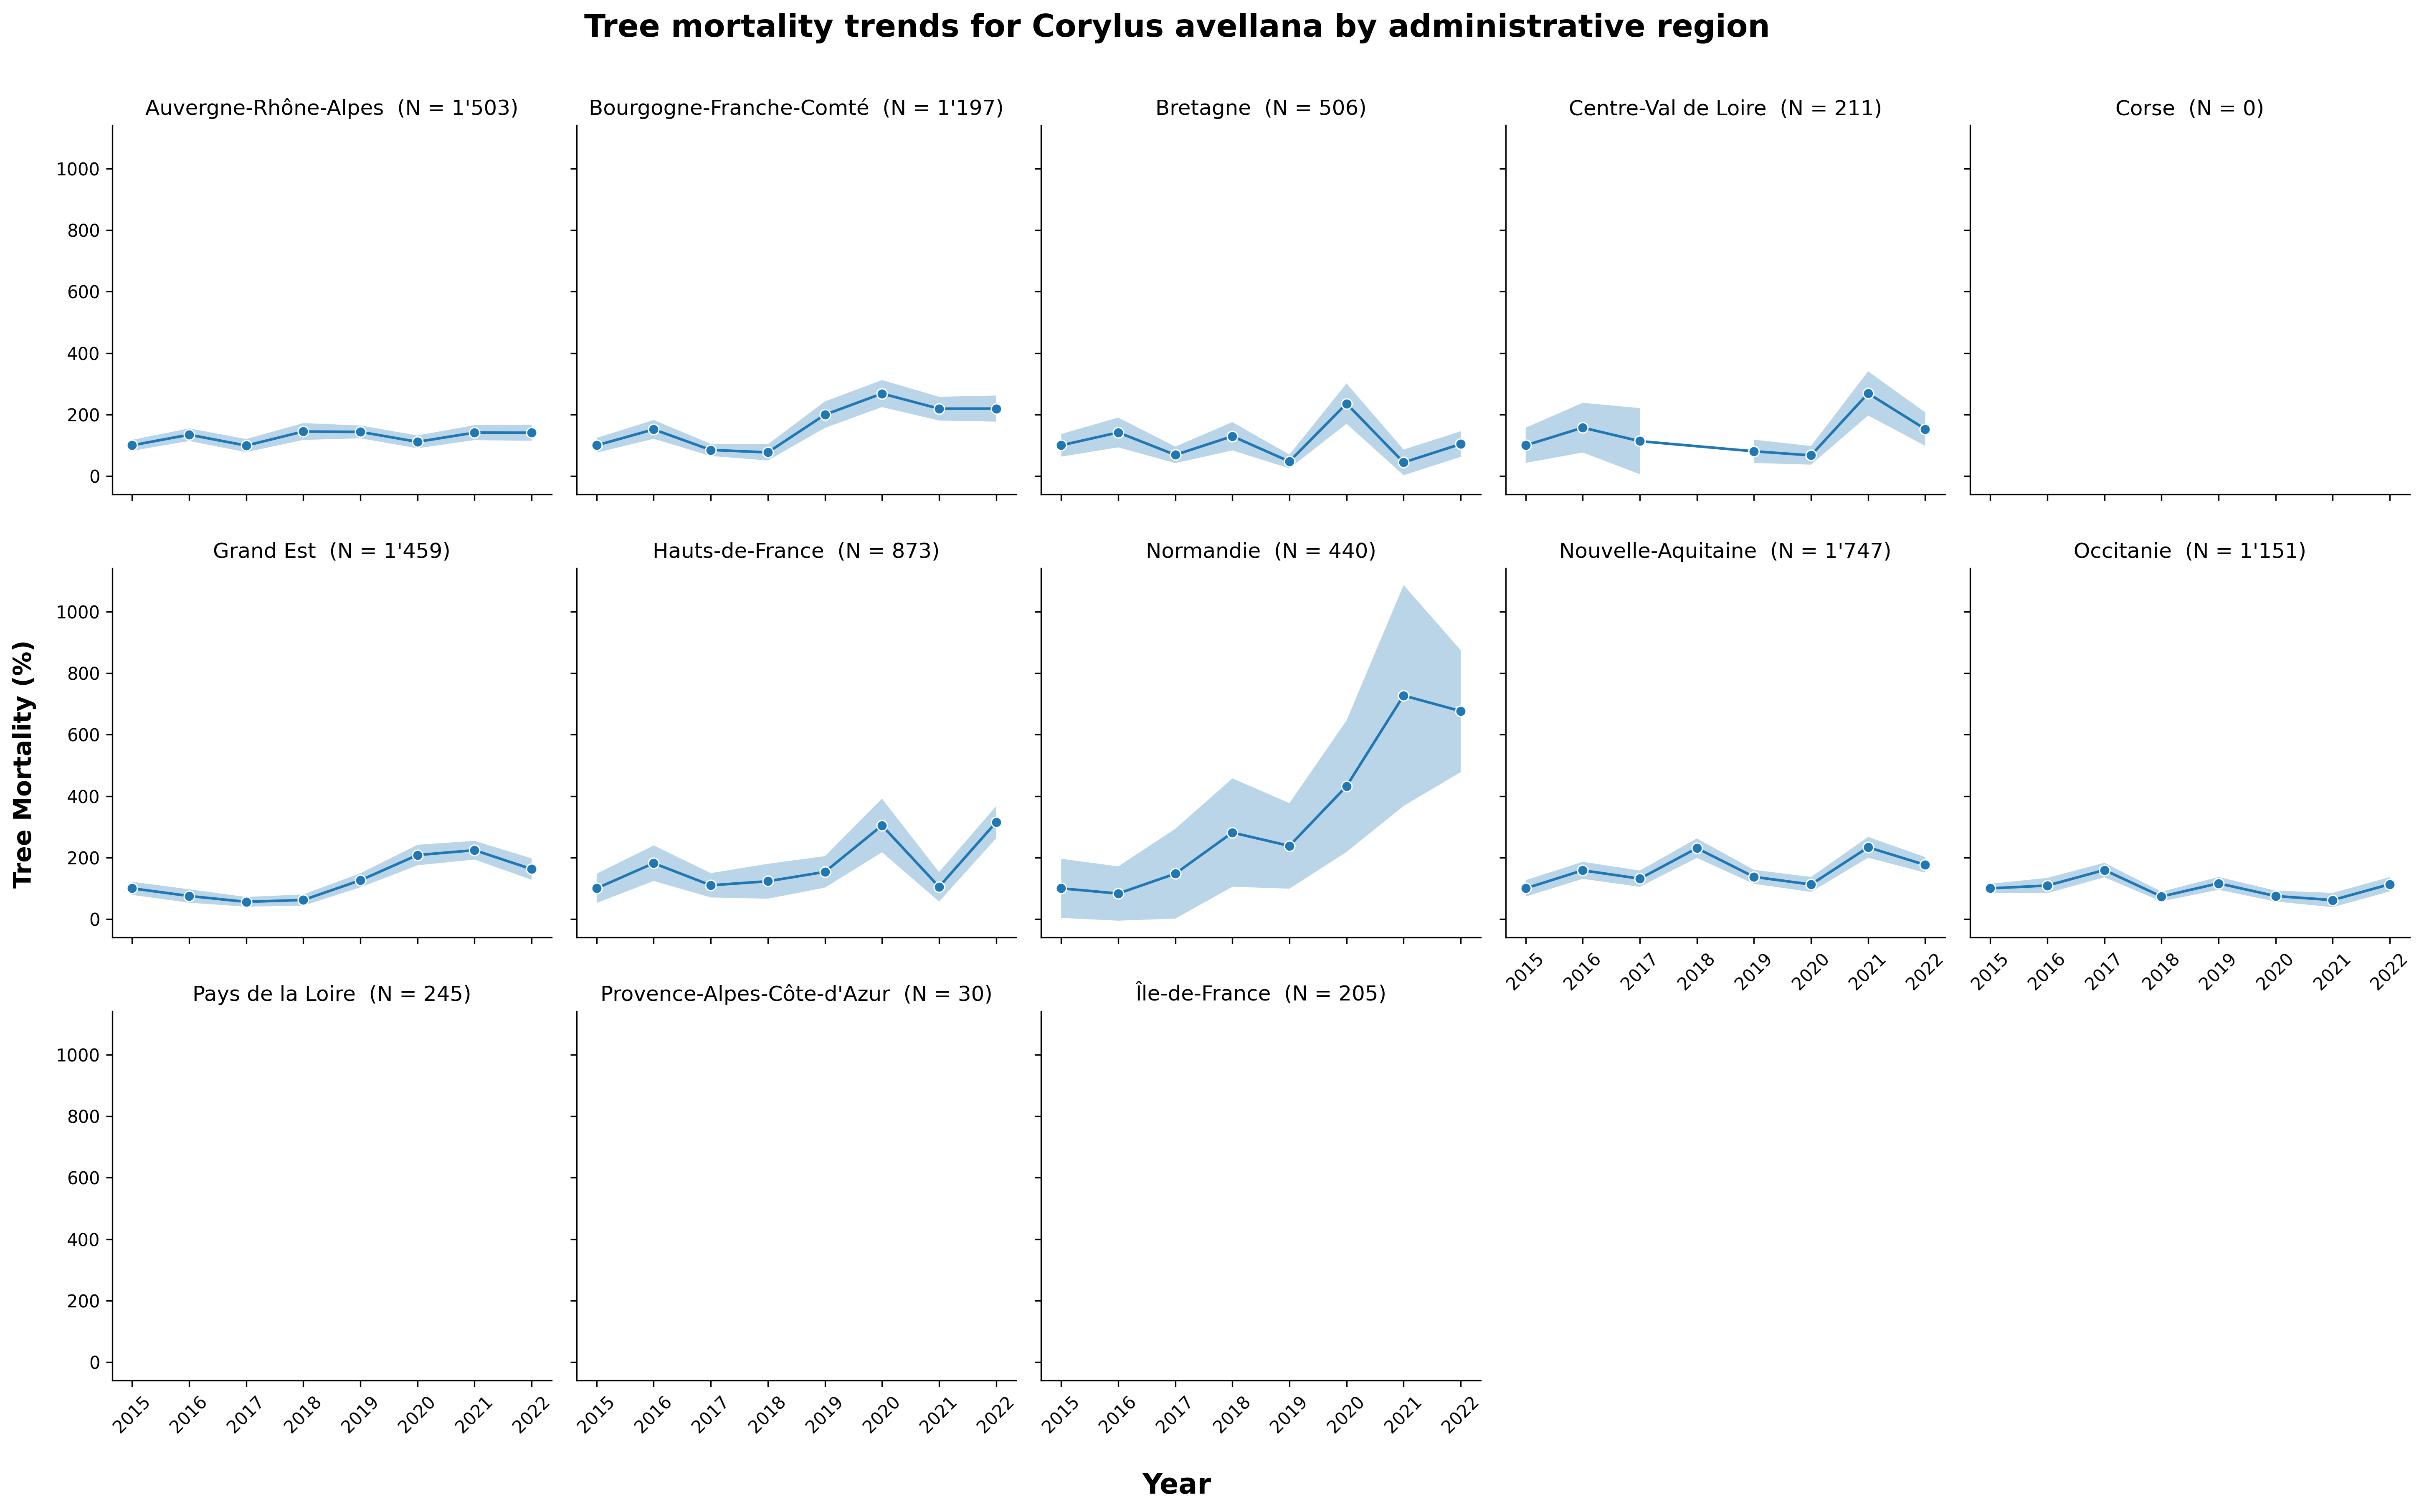 Tree mortality trends for Corylus avellana by administrative region
Auvergne-Rhône-Alpes (N = 1'503)
Bourgogne-Franche-Comté (N = 1'197)
Bretagne (N = 506)
Centre-Val de Loire (N = 211)
Corse (N = 0)
1000
800
600
400
200
0
Grand Est (N = 1'459)
Hauts-de-France (N = 873)
Normandie (N = 440)
Nouvelle-Aquitaine (N = 1'747)
Occitanie (N = 1'151)
Tree Mortality (%)
1000
800
600
400
200
0
2015 2016 2017 2018 2019 2020 2021 2022
2015 2016 2017 2018 2019 2020 2021 2022
Pays de la Loire (N = 245)
Provence-Alpes-Côte-d'Azur (N = 30)
Île-de-France (N = 205)
1000
800
600
400
200
0
2015 2016 2017 2018 2019 2020 2021 2022
2015 2016 2017 2018 2019 2020 2021 2022
2015 2016 2017 2018 2019 2020 2021 2022
Year